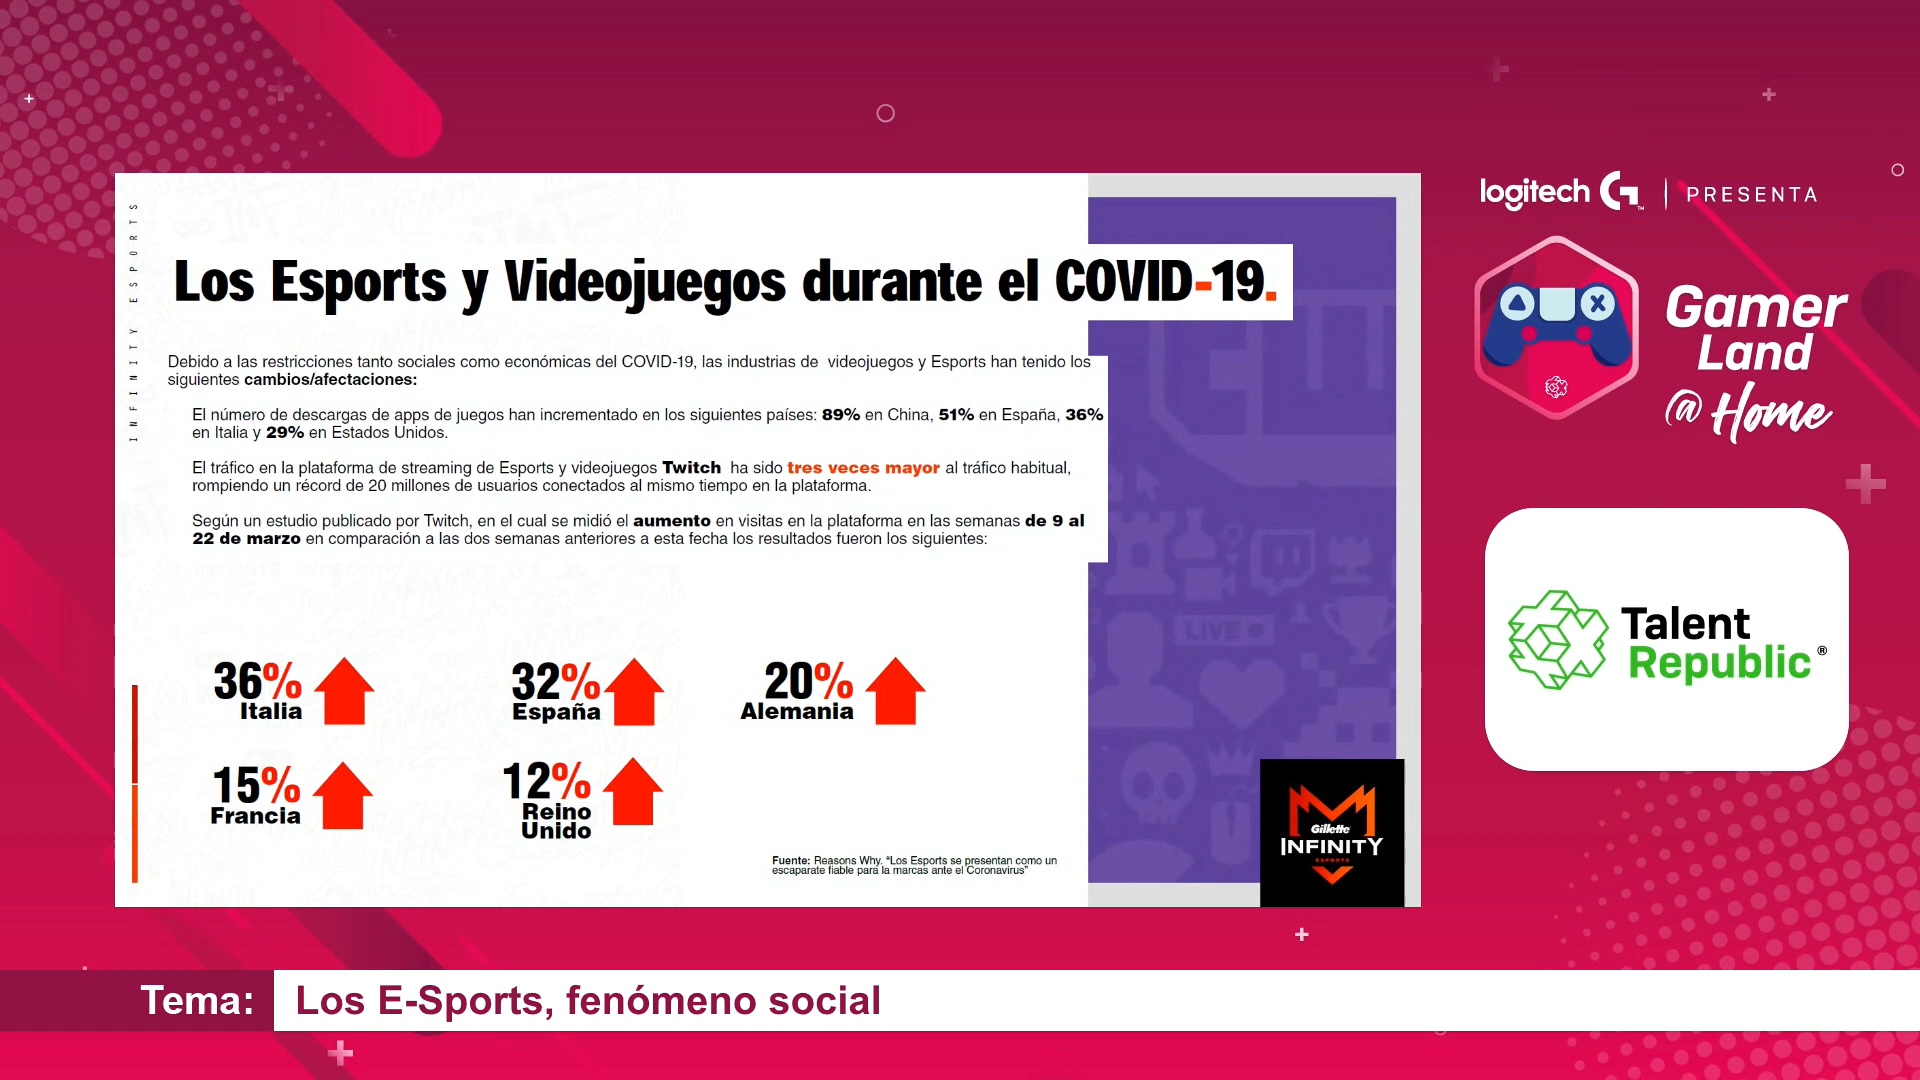 INFINITY ESPORTS
Los Esports y Videojuegos durante el COVID-19.
Debido a las restricciones tanto sociales como económicas del COVID-19, las industrias de videojuegos y Esports han tenido los
siguientes cambios/afectaciones:
El número de descargas de apps de juegos han incrementado en los siguientes países: 89% en China, 51% en España, 36%
en Italia y 29% en Estados Unidos.
El tráfico en la plataforma de streaming de Esports y videojuegos Twitch ha sido tres veces mayor al tráfico habitual,
rompiendo un récord de 20 millones de usuarios conectados al mismo tiempo en la plataforma.
Según un estudio publicado por Twitch, en el cual se midió el aumento en visitas en la plataforma en las semanas de 9 al
22 de marzo en comparación a las dos semanas anteriores a esta fecha los resultados fueron los siguientes:
36%
Italia
32%
España
20%
Alemania
15%
Francia
12%
Reino
Unido
Fuente: Reasons Why. “Los Esports se presentan como un
escaparate fiable para la marcas ante el Coronavirus”
LIVE
Gillette
INFINITY
ESPORTS
logitech G™ | PRESENTA
Gamer
Land
@ Home
Talent
Republic®
Tema: Los E-Sports, fenómeno social